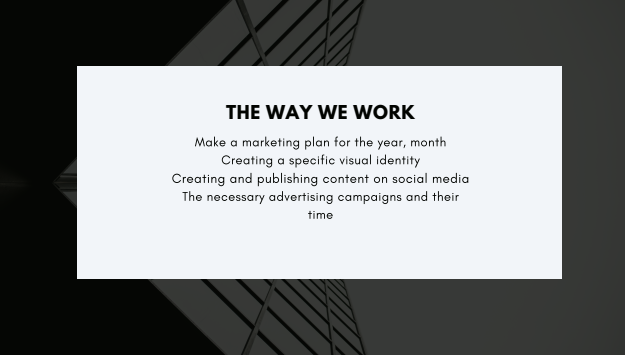 THE WAY WE WORK
Make a marketing plan for the year, month
Creating a specific visual identity
Creating and publishing content on social media
The necessary advertising campaigns and their
time